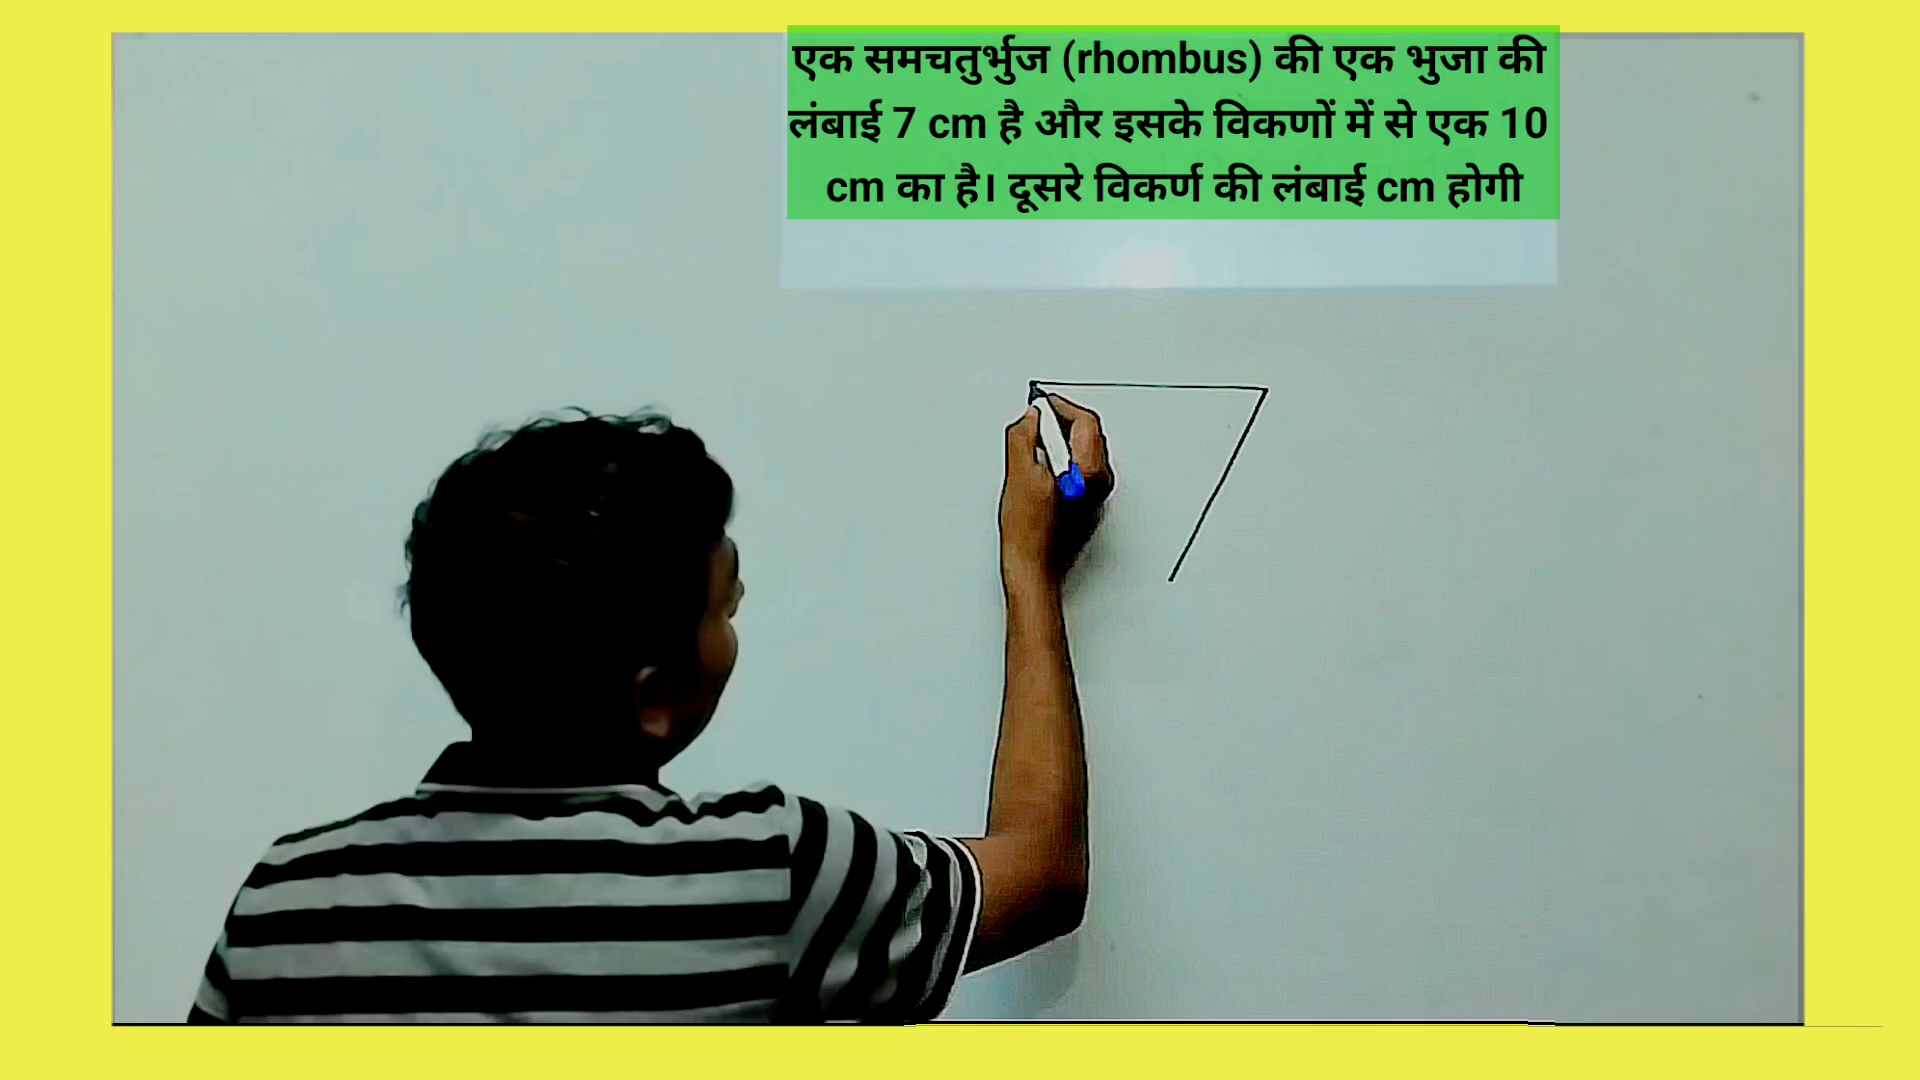 एक समचतुर्भुज (rhombus) की एक भुजा की
लंबाई 7 cm है और इसके विकणों में से एक 10
cm का है। दूसरे विकर्ण की लंबाई cm होगी